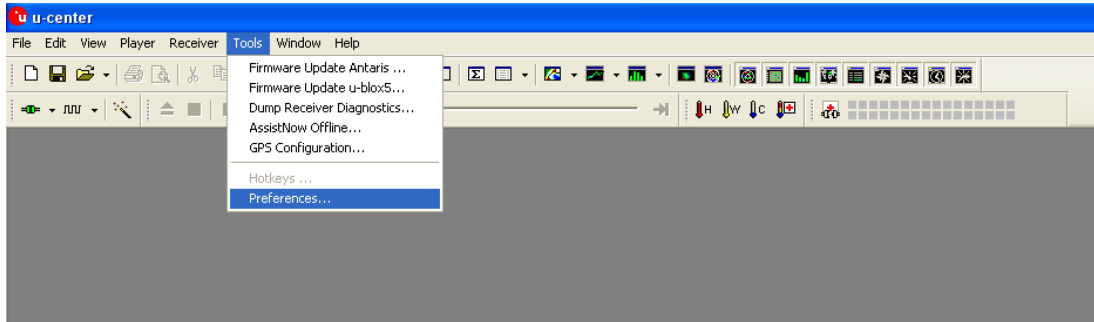 u-center
File Edit View Player Receiver Tools Window Help
Firmware Update Antaris ...
Firmware Update u-blox5...
Dump Receiver Diagnostics...
AssistNow Offline...
GPS Configuration...
Hotkeys ...
Preferences...
H W C